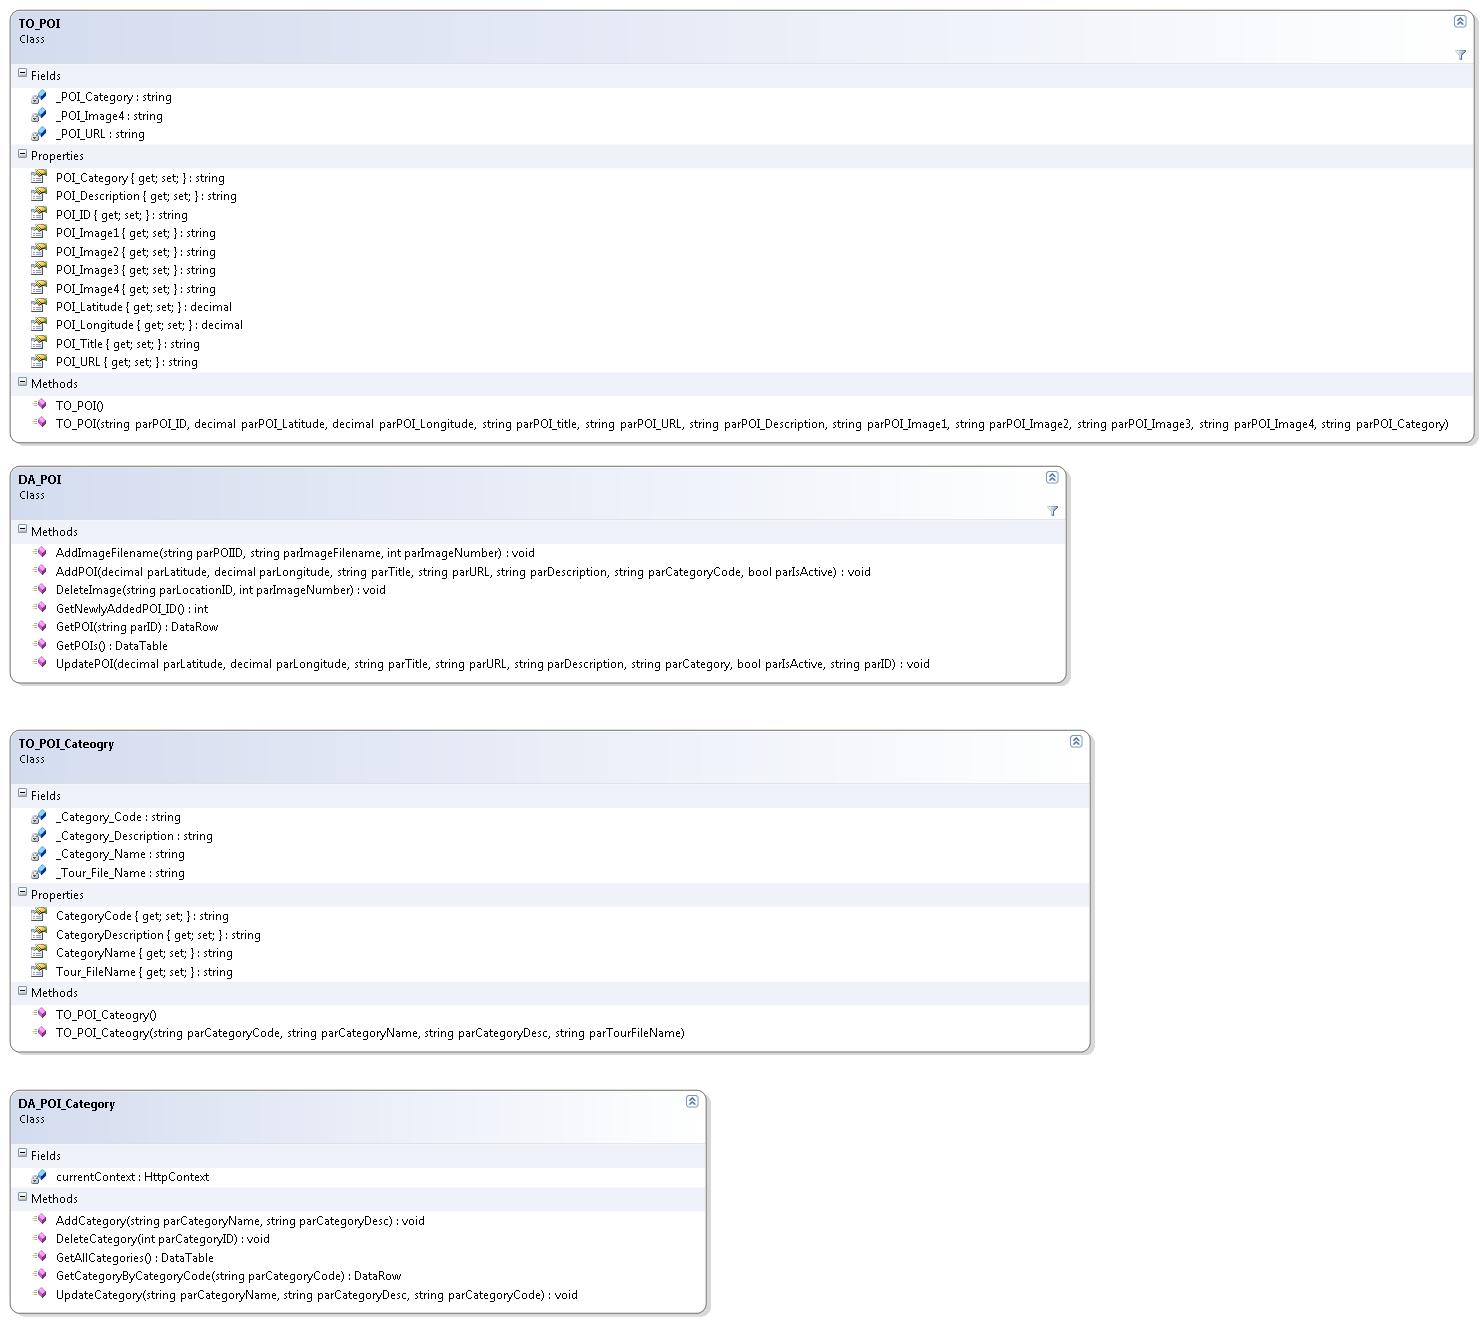 TO_POI
Class
Fields
_POI_Category : string
_POI_Image4 : string
_POI_URL : string
Properties
POI_Category { get; set; } : string
POI_Description { get; set; } : string
POI_ID { get; set; } : string
POI_Image1 { get; set; } : string
POI_Image2 { get; set; } : string
POI_Image3 { get; set; } : string
POI_Image4 { get; set; } : string
POI_Latitude { get; set; } : decimal
POI_Longitude { get; set; } : decimal
POI_Title { get; set; } : string
POI_URL { get; set; } : string
Methods
TO_POI()
TO_POI(string parPOI_ID, decimal parPOI_Latitude, decimal parPOI_Longitude, string parPOI_title, string parPOI_URL, string parPOI_Description, string parPOI_Image1, string parPOI_Image2, string parPOI_Image3, string parPOI_Image4, string parPOI_Category)
DA_POI
Class
Methods
AddImageFilename(string parPOIID, string parImageFilename, int parImageNumber) : void
AddPOI(decimal parLatitude, decimal parLongitude, string parTitle, string parURL, string parDescription, string parCategoryCode, bool parIsActive) : void
DeleteImage(string parLocationID, int parImageNumber) : void
GetNewlyAddedPOI_ID() : int
GetPOI(string parID) : DataRow
GetPOIs() : DataTable
UpdatePOI(decimal parLatitude, decimal parLongitude, string parTitle, string parURL, string parDescription, string parCategory, bool parIsActive, string parID) : void
TO_POI_Cateogry
Class
Fields
_Category_Code : string
_Category_Description : string
_Category_Name : string
_Tour_File_Name : string
Properties
CategoryCode { get; set; } : string
CategoryDescription { get; set; } : string
CategoryName { get; set; } : string
Tour_FileName { get; set; } : string
Methods
TO_POI_Cateogry()
TO_POI_Cateogry(string parCategoryCode, string parCategoryName, string parCategoryDesc, string parTourFileName)
DA_POI_Category
Class
Fields
currentContext : HttpContext
Methods
AddCategory(string parCategoryName, string parCategoryDesc) : void
DeleteCategory(int parCategoryID) : void
GetAllCategories() : DataTable
GetCategoryByCategoryCode(string parCategoryCode) : DataRow
UpdateCategory(string parCategoryName, string parCategoryDesc, string parCategoryCode) : void